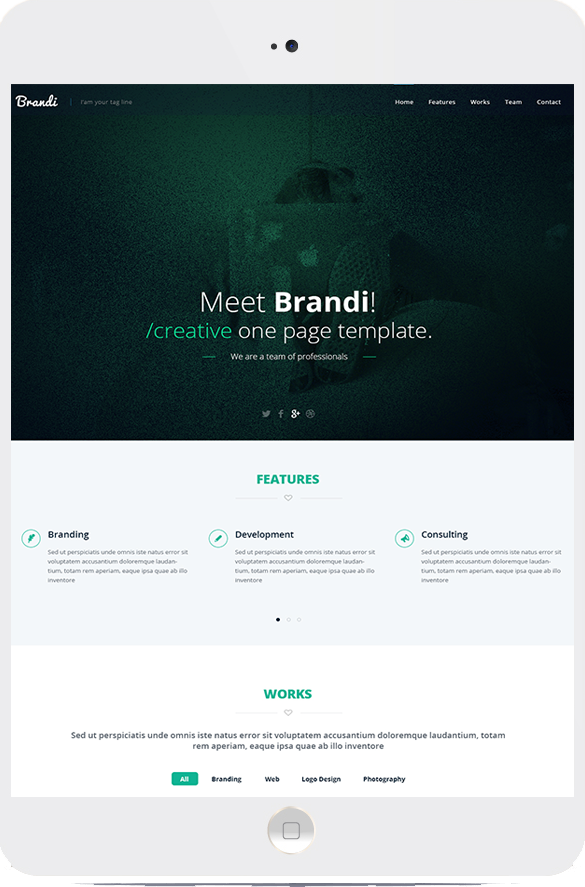 Brandi
I'am your tag line
Home Features Works Team Contact
Meet Brandi!
/creative one page template.
We are a team of professionals
FEATURES
Branding
Sed ut perspiciatis unde omnis iste natus error sit
voluptatem accusantium doloremque laudan-
tium, totam rem aperiam, eaque ipsa quae ab illo
inventore
Development
Sed ut perspiciatis unde omnis iste natus error sit
voluptatem accusantium doloremque laudan-
tium, totam rem aperiam, eaque ipsa quae ab illo
inventore
Consulting
Sed ut perspiciatis unde omnis iste natus error sit
voluptatem accusantium doloremque laudan-
tium, totam rem aperiam, eaque ipsa quae ab illo
inventore
WORKS
Sed ut perspiciatis unde omnis iste natus error sit voluptatem accusantium doloremque laudantium, totam
rem aperiam, eaque ipsa quae ab illo inventore
All Branding Web Logo Design Photography